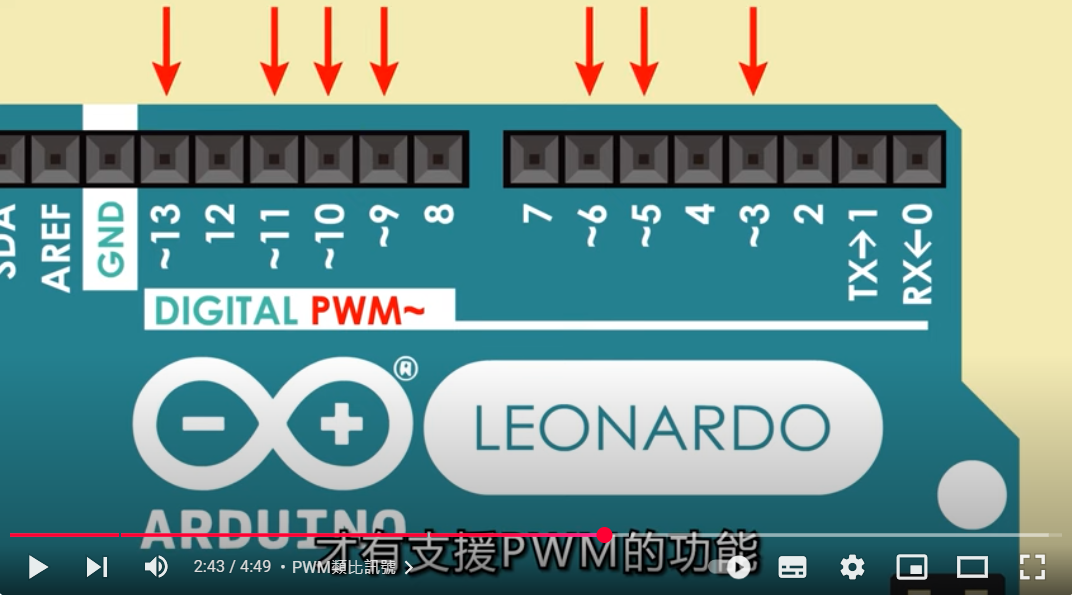 SDA AREF GND ~13 12 ~11 ~10 ~9 8 7 ~6 ~5 4 ~3 2 TX→1 RX←0
DIGITAL PWM~
®
LEONARDO
ARDUINO
才有支援PWM的功能
2:43 / 4:49 • PWM類比訊號 >